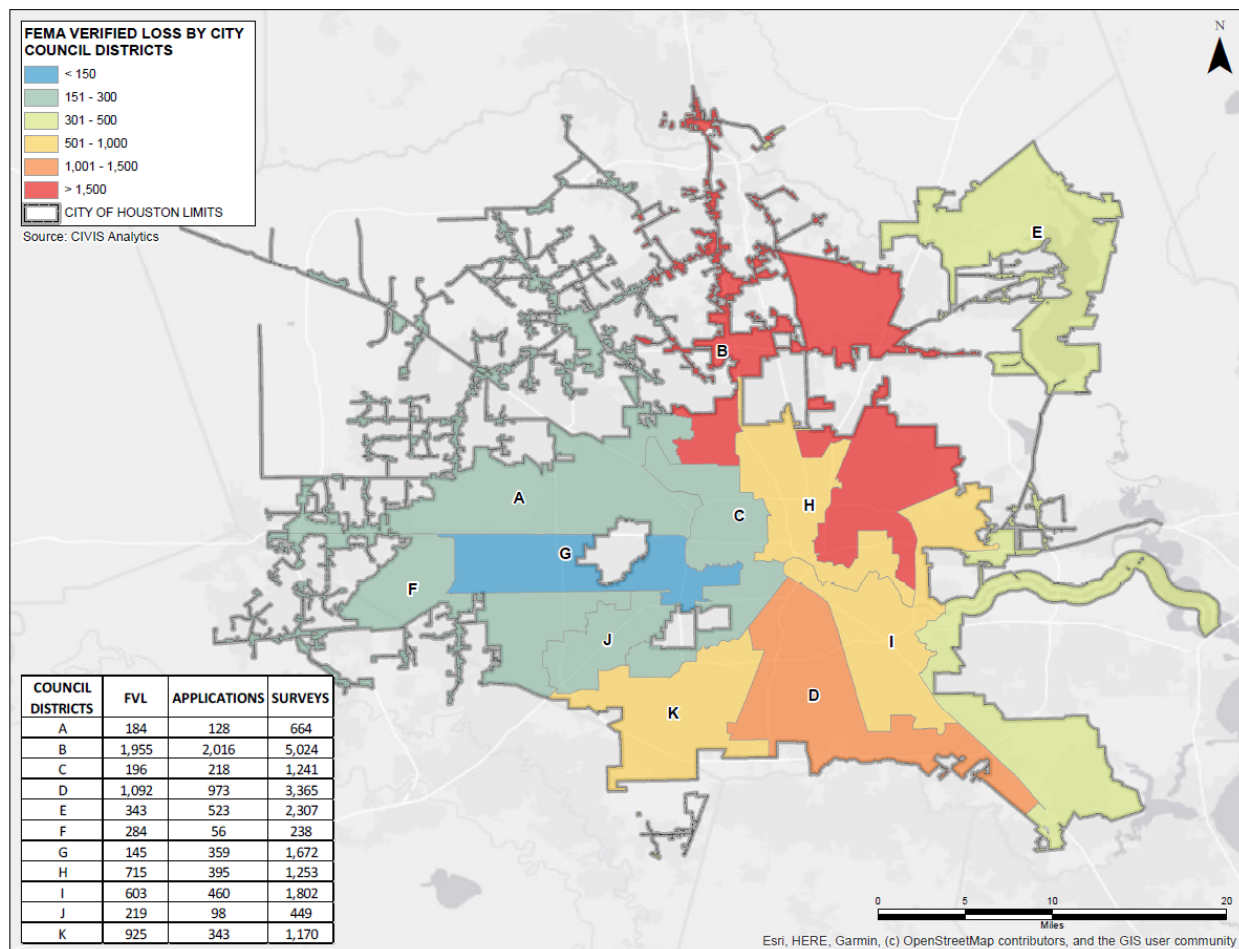 FEMA VERIFIED LOSS BY CITY
COUNCIL DISTRICTS
< 150
151 - 300
301 - 500
501 - 1,000
1,001 - 1,500
> 1,500
CITY OF HOUSTON LIMITS
Source: CIVIS Analytics
N
E
B
A
C
H
G
F
J
I
K
D
COUNCIL DISTRICTS FVL APPLICATIONS SURVEYS
A 184 128 664
B 1,955 2,016 5,024
C 196 218 1,241
D 1,092 973 3,365
E 343 523 2,307
F 284 56 238
G 145 359 1,672
H 715 395 1,253
I 603 460 1,802
J 219 98 449
K 925 343 1,170
0 5 10 20
Miles
Esri, HERE, Garmin, (c) OpenStreetMap contributors, and the GIS user community